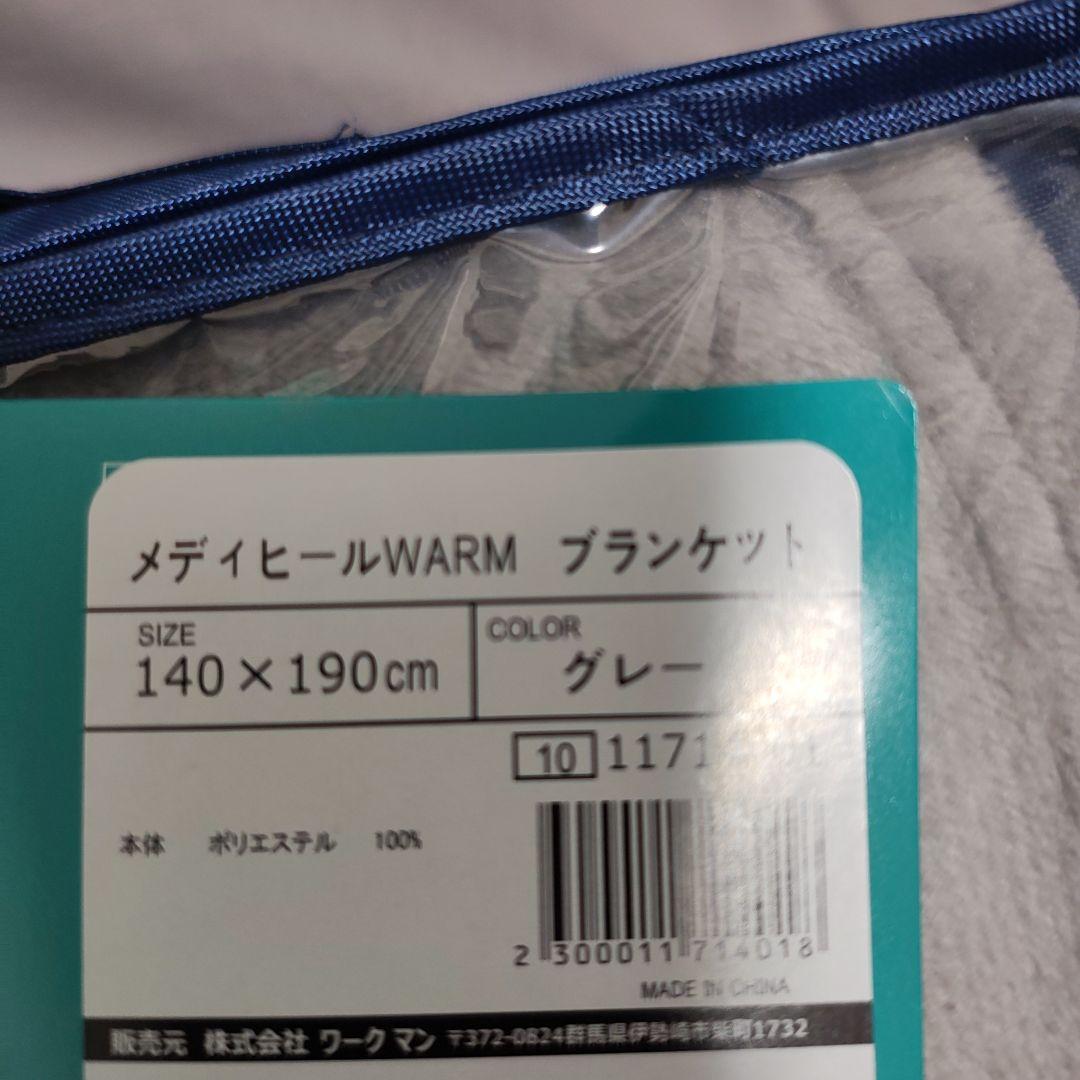 メディヒールWARM ブランケット
SIZE
140×190cm
COLOR
グレー
10 1171
本体 ポリエステル 100%
2 300011 714018
MADE IN CHINA
販売元 株式会社 ワークマン 〒372-0824群馬県伊勢崎市柴町1732